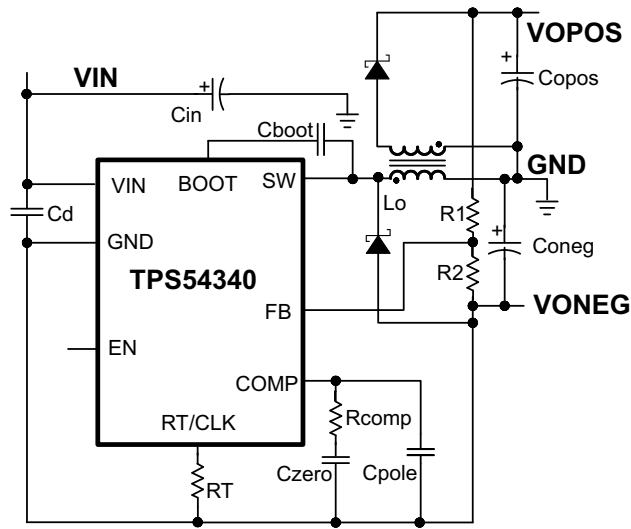 VOPOS
VIN
+
+
Copos
Cin
Cboot
GND
VIN
BOOT
SW
Cd
Lo
R1
GND
+
Coneg
TPS54340
R2
FB
VONEG
EN
COMP
Rcomp
RT/CLK
Czero
Cpole
RT